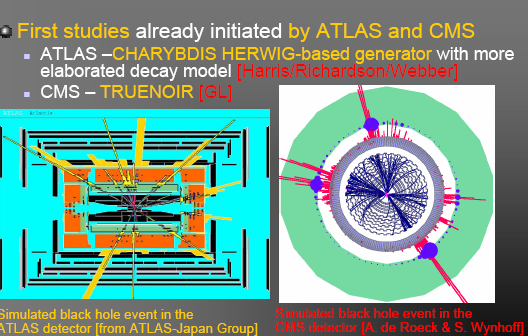 First studies already initiated by ATLAS and CMS
ATLAS –CHARYBDIS HERWIG-based generator with more
elaborated decay model [Harris/Richardson/Webber]
CMS – TRUENOIR [GL]
ATLAS
Simulated black hole event in the
ATLAS detector [from ATLAS-Japan Group]
Simulated black hole event in the
CMS detector [A. de Roeck & S. Wynhoff]